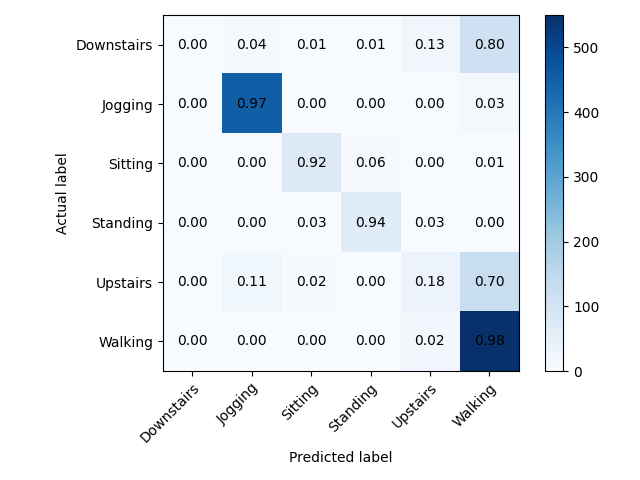 Downstairs 0.00 0.04 0.01 0.01 0.13 0.80
Jogging 0.00 0.97 0.00 0.00 0.00 0.03
Sitting 0.00 0.00 0.92 0.06 0.00 0.01
Standing 0.00 0.00 0.03 0.94 0.03 0.00
Upstairs 0.00 0.11 0.02 0.00 0.18 0.70
Walking 0.00 0.00 0.00 0.00 0.02 0.98
Actual label
Downstairs Jogging Sitting Standing Upstairs Walking
Predicted label
500
400
300
200
100
0